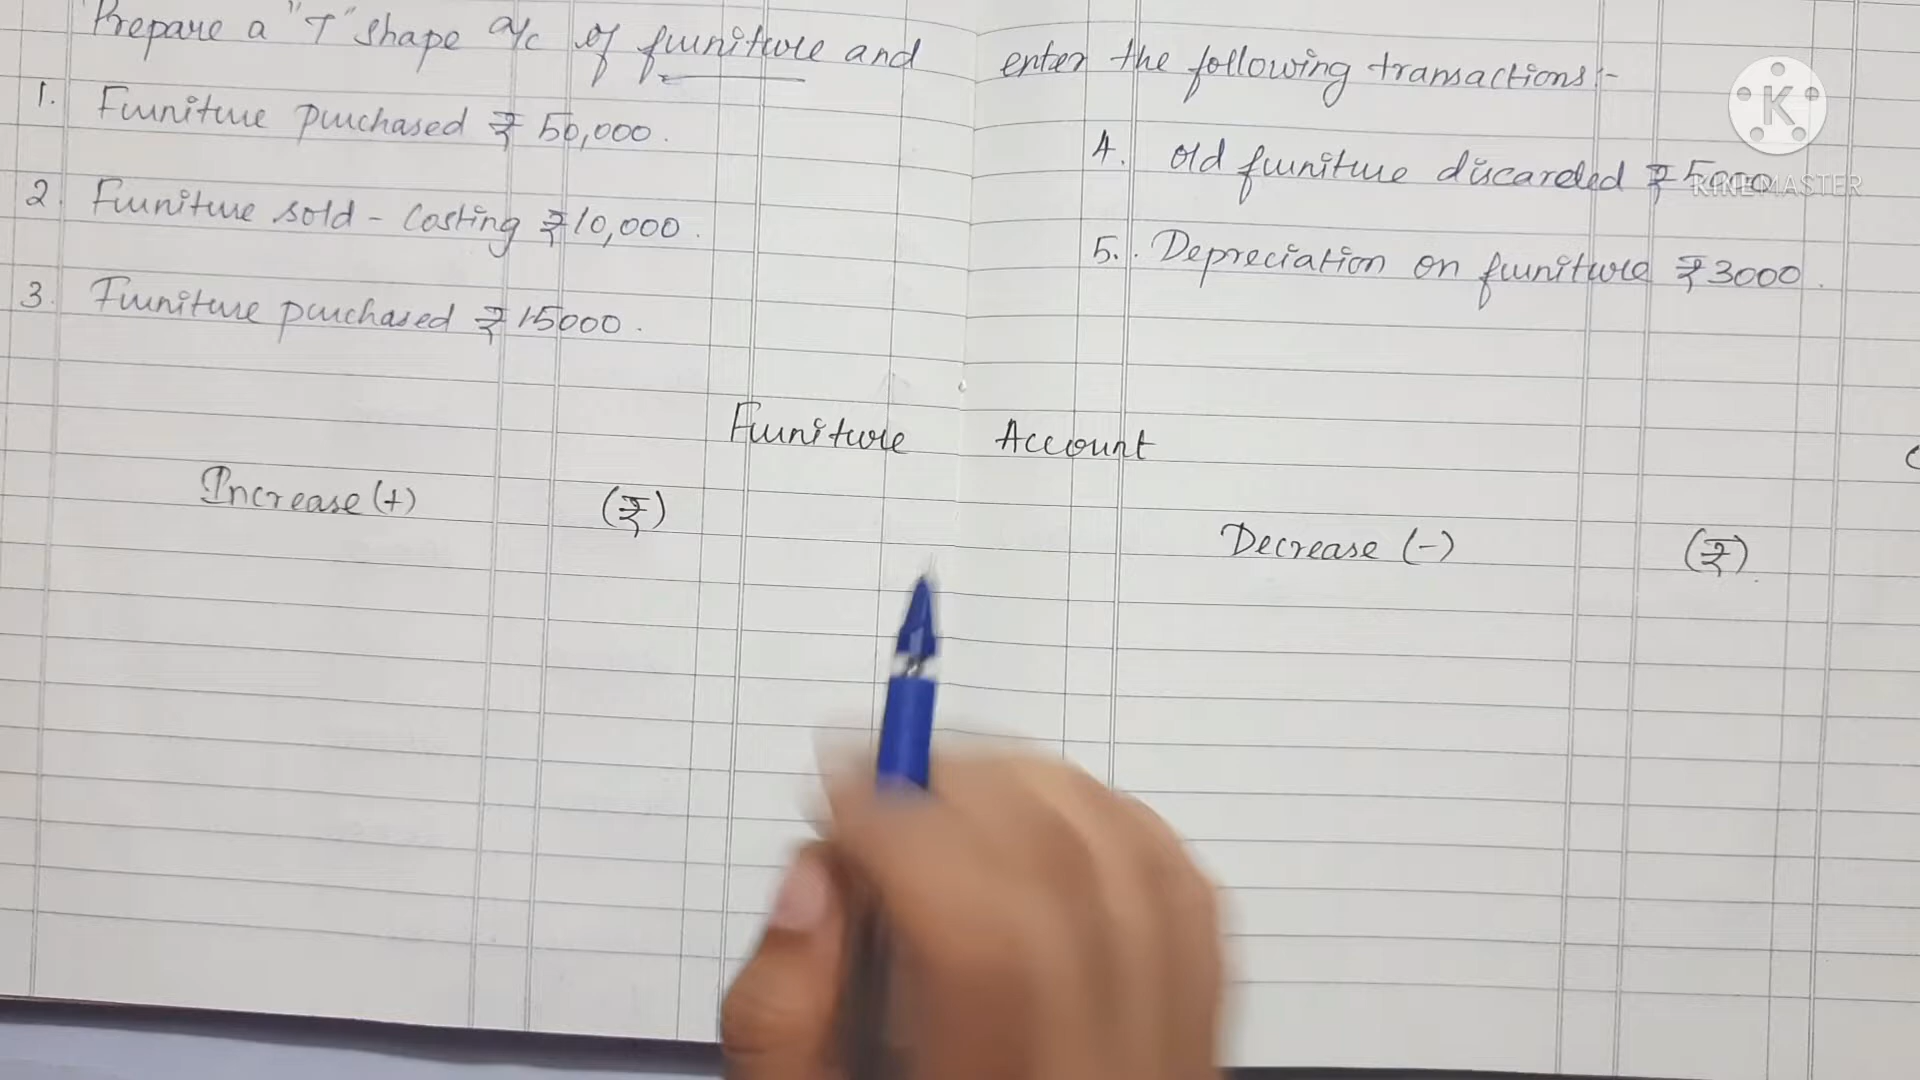 Prepare a "T" shape a/c of furniture and enter the following transactions:-
1. Furniture purchased ₹ 50,000.
2. Furniture sold - Costing ₹10,000.
3. Furniture purchased ₹15000.
4. Old furniture discarded ₹5000
5. Depreciation on furniture ₹3000.
K
KINEMASTER
Furniture Account
Increase (+) (₹) Decrease (-) (₹)